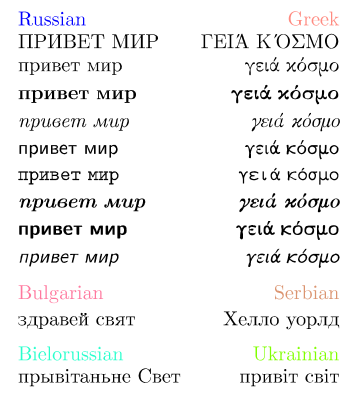 Russian Greek
ПРИВЕТ МИР ΓΕΙΆ ΚΌΣΜΟ
привет мир γειά κόσμο
привет мир γειά κόσμο
привет мир γειά κόσμο
привет мир γειά κόσμο
привет мир γειά κόσμο
привет мир γειά κόσμο
привет мир γειά κόσμο
привет мир γειά κόσμο
Bulgarian Serbian
здравей свят Хелло уорлд
Bielorussian Ukrainian
прывітаньне Свет привіт світ